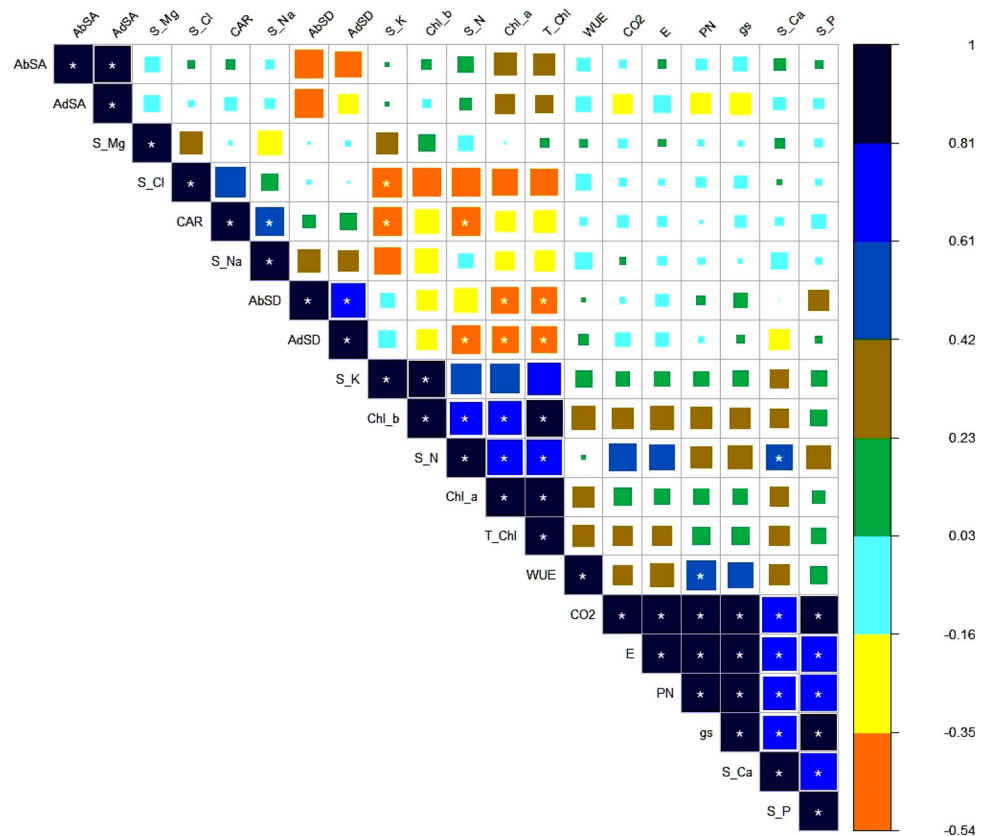 AbSA AdSA S_Mg S_Cl CAR S_Na AbSD AdSD S_K Chl_b S_N Chl_a T_Chl WUE CO2 E PN gs S_Ca S_P
1
AbSA * *
AdSA *
0.81
S_Mg *
S_Cl * *
0.61
CAR * * * *
S_Na *
AbSD * * * *
0.42
AdSD * * * *
S_K * *
Chl_b * * * *
0.23
S_N * * * *
Chl_a * *
0.03
T_Chl *
WUE * *
CO2 * * * * * *
-0.16
E * * * * *
PN * * * *
gs * * *
-0.35
S_Ca * *
S_P *
-0.54